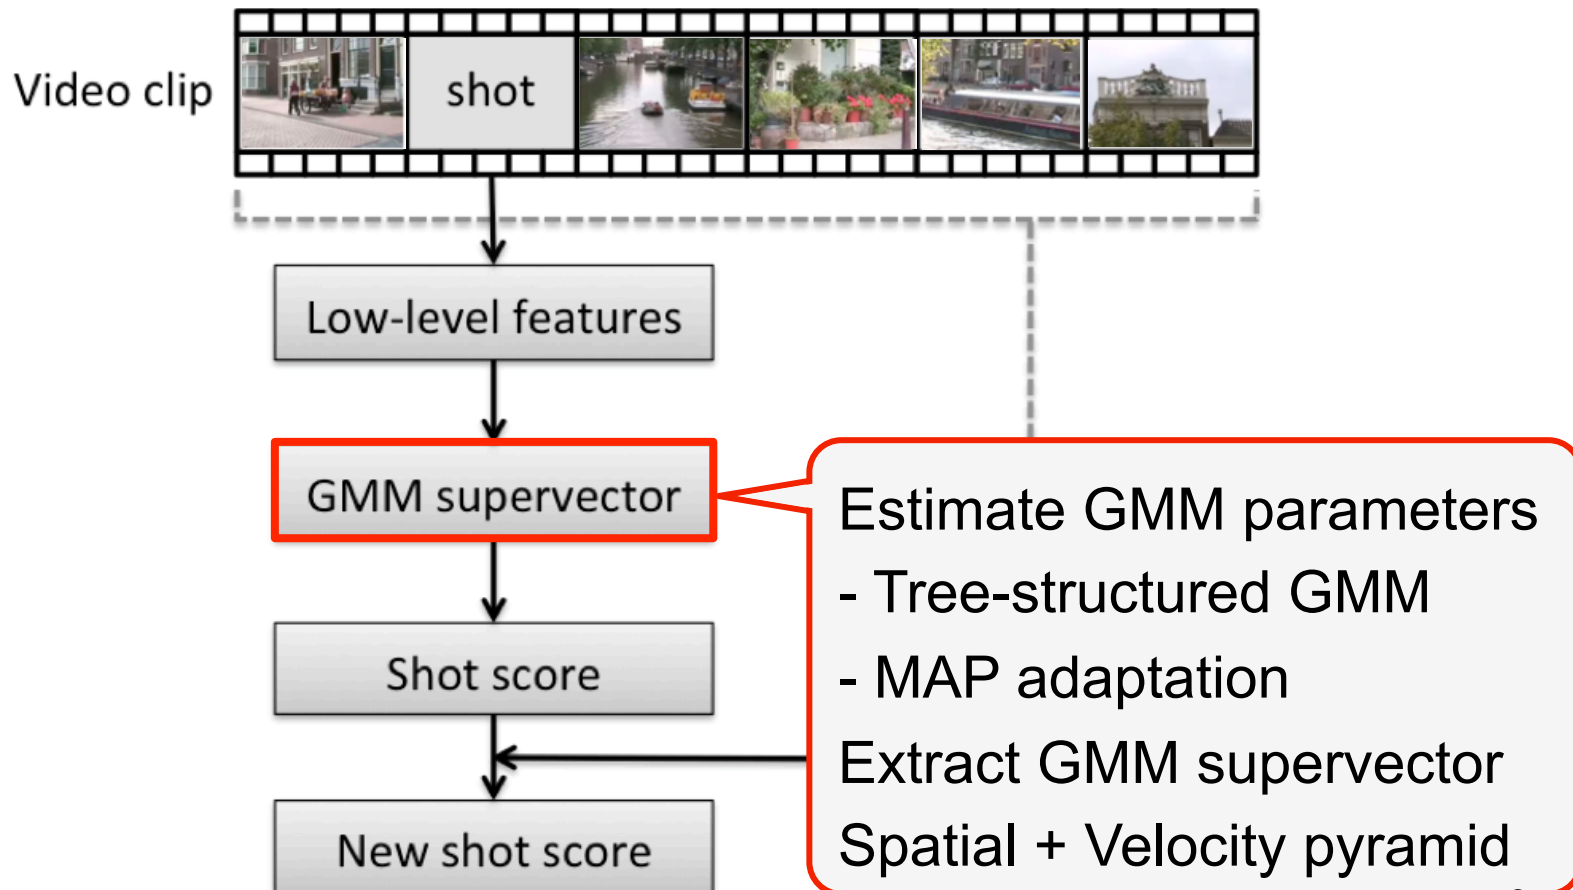 Video clip
shot
Low-level features
GMM supervector
Shot score
New shot score
Estimate GMM parameters
- Tree-structured GMM
- MAP adaptation
Extract GMM supervector
Spatial + Velocity pyramid